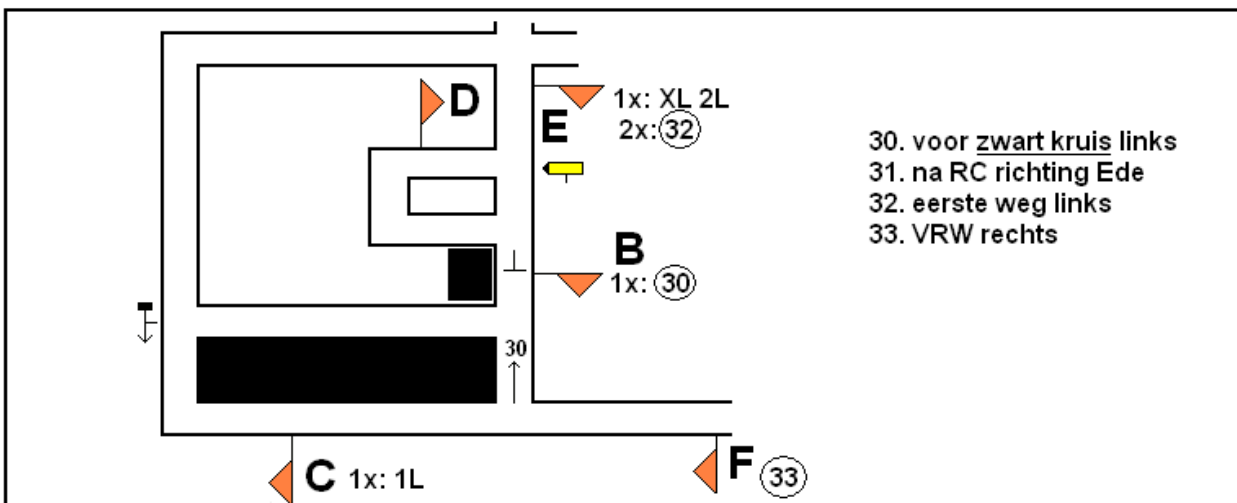 D
1x: XL 2L
E
2x: 32
30. voor zwart kruis links
31. na RC richting Ede
32. eerste weg links
33. VRW rechts
B
1x: 30
30
C 1x: 1L
F 33